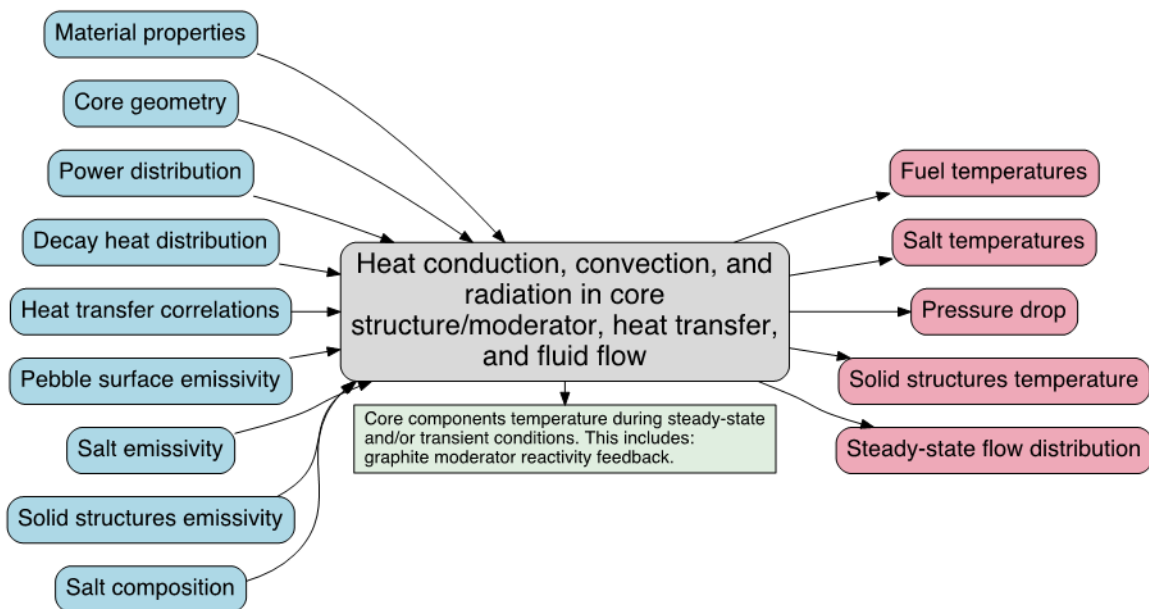 Material properties
Core geometry
Power distribution
Decay heat distribution
Heat transfer correlations
Pebble surface emissivity
Salt emissivity
Solid structures emissivity
Salt composition
Heat conduction, convection, and
radiation in core
structure/moderator, heat transfer,
and fluid flow
Core components temperature during steady-state
and/or transient conditions. This includes:
graphite moderator reactivity feedback.
Fuel temperatures
Salt temperatures
Pressure drop
Solid structures temperature
Steady-state flow distribution